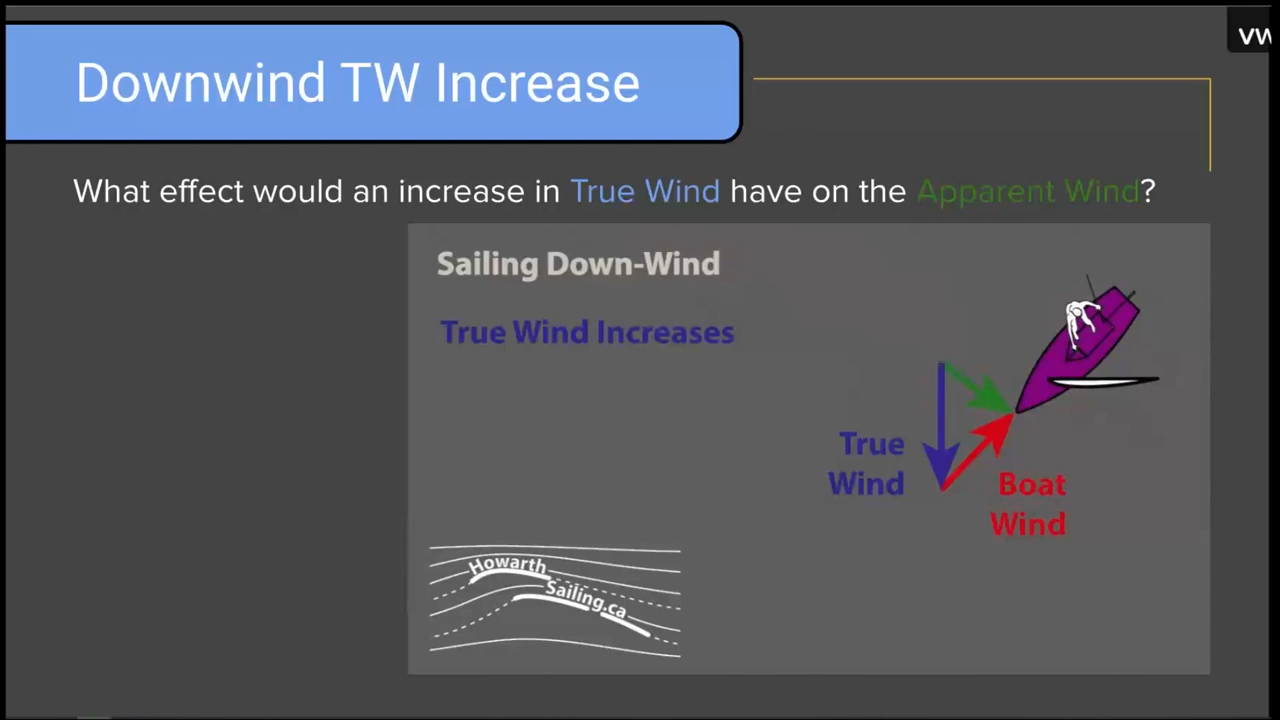 VW
Downwind TW Increase
What effect would an increase in True Wind have on the Apparent Wind?
Sailing Down-Wind
True Wind Increases
True
Wind
Boat
Wind
Howarth
Sailing.ca